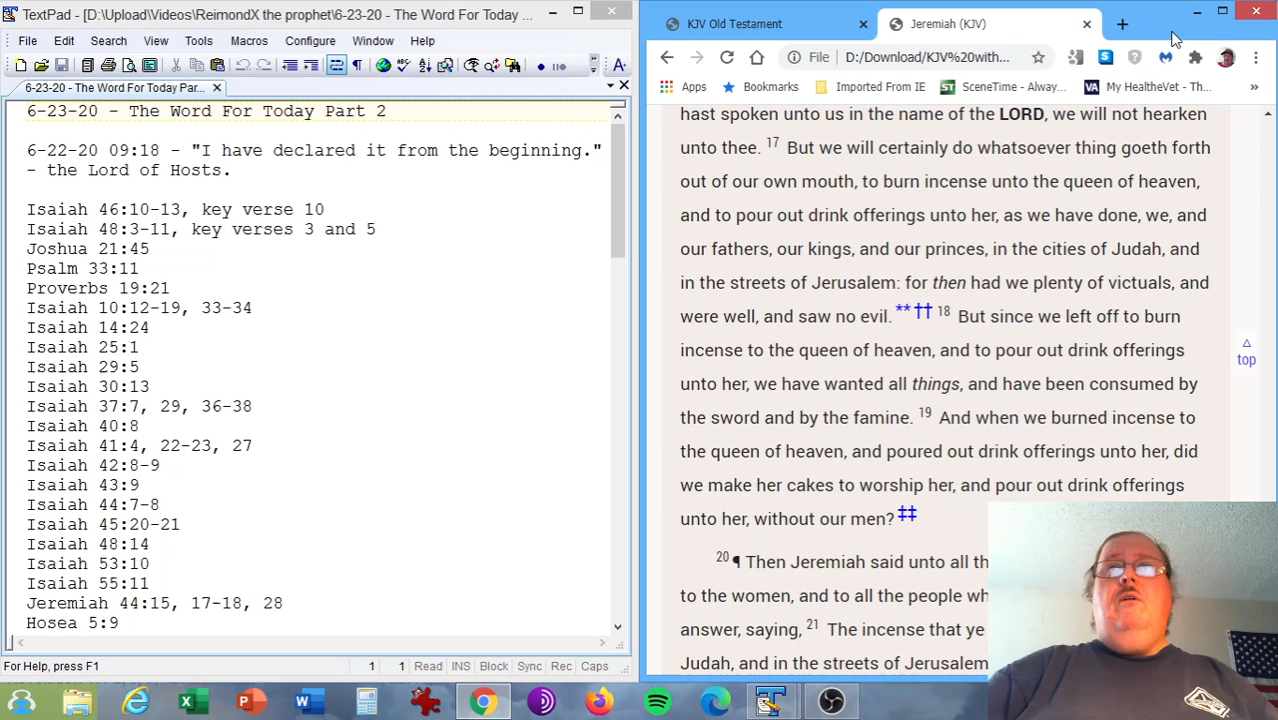 TextPad - [D:\Upload\Videos\ReimondX the prophet\6-23-20 - The Word For Today ...
File Edit Search View Tools Macros Configure Window Help
6-23-20 - The Word For Today Par...
6-23-20 - The Word For Today Part 2
6-22-20 09:18 - "I have declared it from the beginning."
- the Lord of Hosts.
Isaiah 46:10-13, key verse 10
Isaiah 48:3-11, key verses 3 and 5
Joshua 21:45
Psalm 33:11
Proverbs 19:21
Isaiah 10:12-19, 33-34
Isaiah 14:24
Isaiah 25:1
Isaiah 29:5
Isaiah 30:13
Isaiah 37:7, 29, 36-38
Isaiah 40:8
Isaiah 41:4, 22-23, 27
Isaiah 42:8-9
Isaiah 43:9
Isaiah 44:7-8
Isaiah 45:20-21
Isaiah 48:14
Isaiah 53:10
Isaiah 55:11
Jeremiah 44:15, 17-18, 28
Hosea 5:9
For Help, press F1 1 1 Read INS Block Sync Rec Caps
KJV Old Testament
Jeremiah (KJV)
File D:/Download/KJV%20with...
Apps Bookmarks Imported From IE ST SceneTime - Alway... VA My HealtheVet - Th... »
hast spoken unto us in the name of the LORD, we will not hearken
unto thee. 17 But we will certainly do whatsoever thing goeth forth
out of our own mouth, to burn incense unto the queen of heaven,
and to pour out drink offerings unto her, as we have done, we, and
our fathers, our kings, and our princes, in the cities of Judah, and
in the streets of Jerusalem: for then had we plenty of victuals, and
were well, and saw no evil. **†† 18 But since we left off to burn
incense to the queen of heaven, and to pour out drink offerings
unto her, we have wanted all things, and have been consumed by
the sword and by the famine. 19 And when we burned incense to
the queen of heaven, and poured out drink offerings unto her, did
we make her cakes to worship her, and pour out drink offerings
unto her, without our men? ‡‡
20 ¶ Then Jeremiah said unto all th
to the women, and to all the people wh
answer, saying, 21 The incense that ye
Judah, and in the streets of Jerusalem
△
top